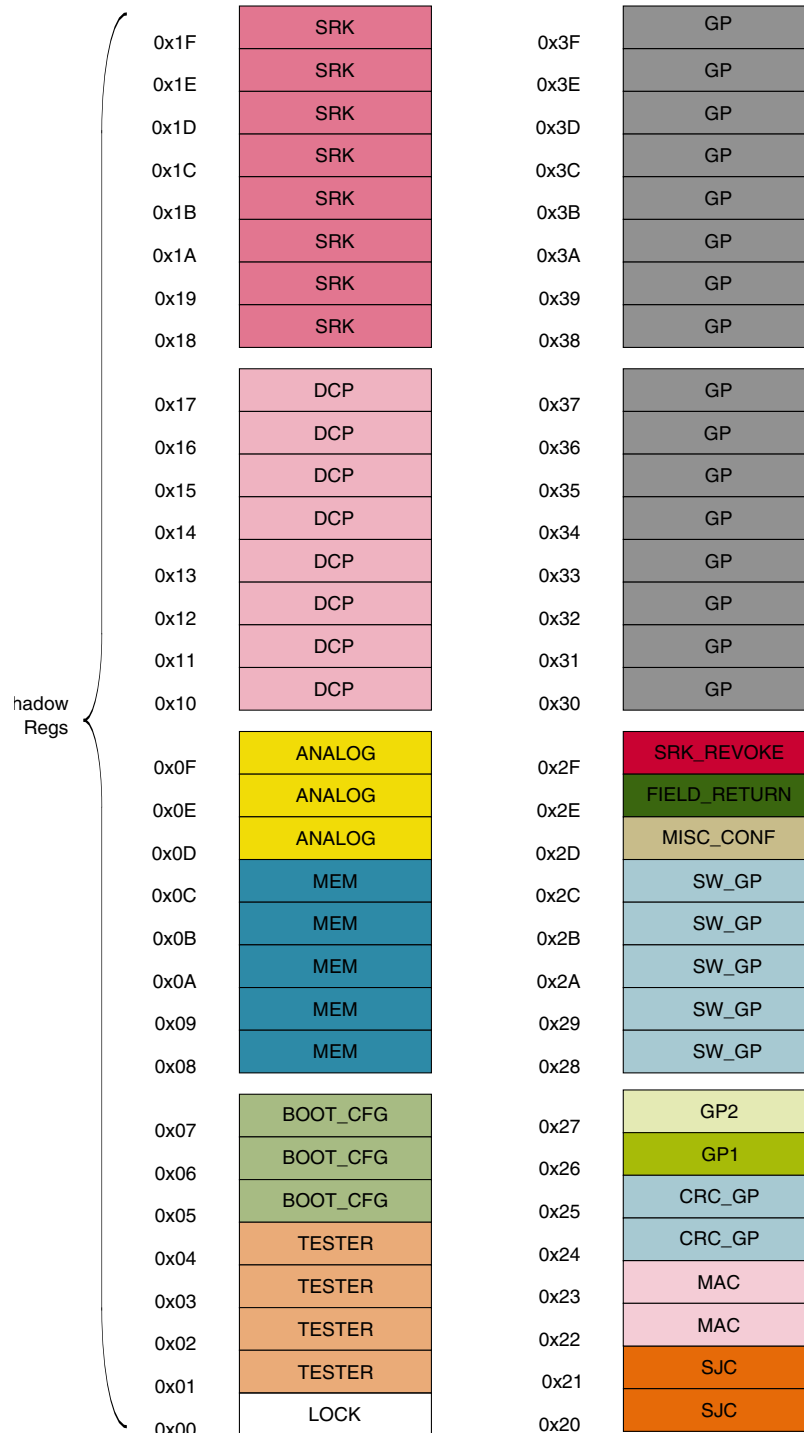 SRK GP
0x1F 0x3F
SRK GP
0x1E 0x3E
SRK GP
0x1D 0x3D
SRK GP
0x1C 0x3C
SRK GP
0x1B 0x3B
SRK GP
0x1A 0x3A
SRK GP
0x19 0x39
SRK GP
0x18 0x38
DCP GP
0x17 0x37
DCP GP
0x16 0x36
DCP GP
0x15 0x35
DCP GP
0x14 0x34
DCP GP
0x13 0x33
DCP GP
0x12 0x32
DCP GP
0x11 0x31
DCP GP
0x10 0x30
hadow
Regs
ANALOG SRK_REVOKE
0x0F 0x2F
ANALOG FIELD_RETURN
0x0E 0x2E
ANALOG MISC_CONF
0x0D 0x2D
MEM SW_GP
0x0C 0x2C
MEM SW_GP
0x0B 0x2B
MEM SW_GP
0x0A 0x2A
MEM SW_GP
0x09 0x29
MEM SW_GP
0x08 0x28
BOOT_CFG GP2
0x07 0x27
BOOT_CFG GP1
0x06 0x26
BOOT_CFG CRC_GP
0x05 0x25
TESTER CRC_GP
0x04 0x24
TESTER MAC
0x03 0x23
TESTER MAC
0x02 0x22
TESTER SJC
0x01 0x21
LOCK SJC
0x00 0x20